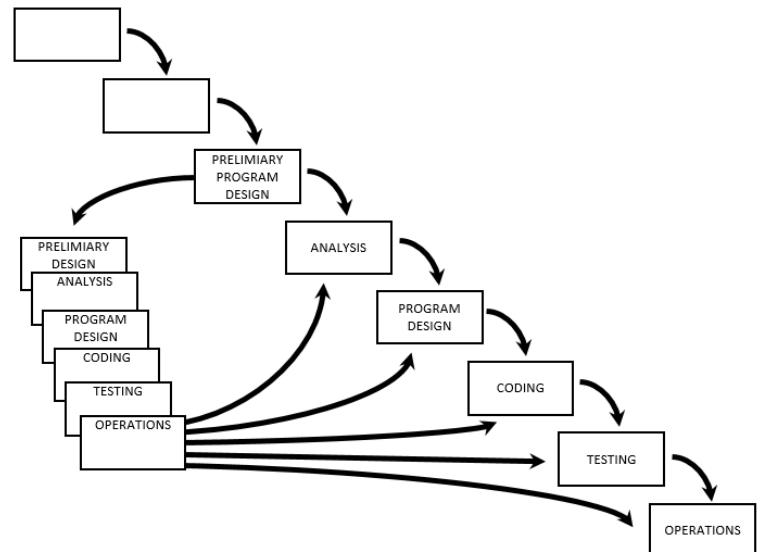 PRELIMIARY
PROGRAM
DESIGN
PRELIMIARY
DESIGN
ANALYSIS
ANALYSIS
PROGRAM
DESIGN
PROGRAM
DESIGN
CODING
CODING
TESTING
TESTING
OPERATIONS
OPERATIONS